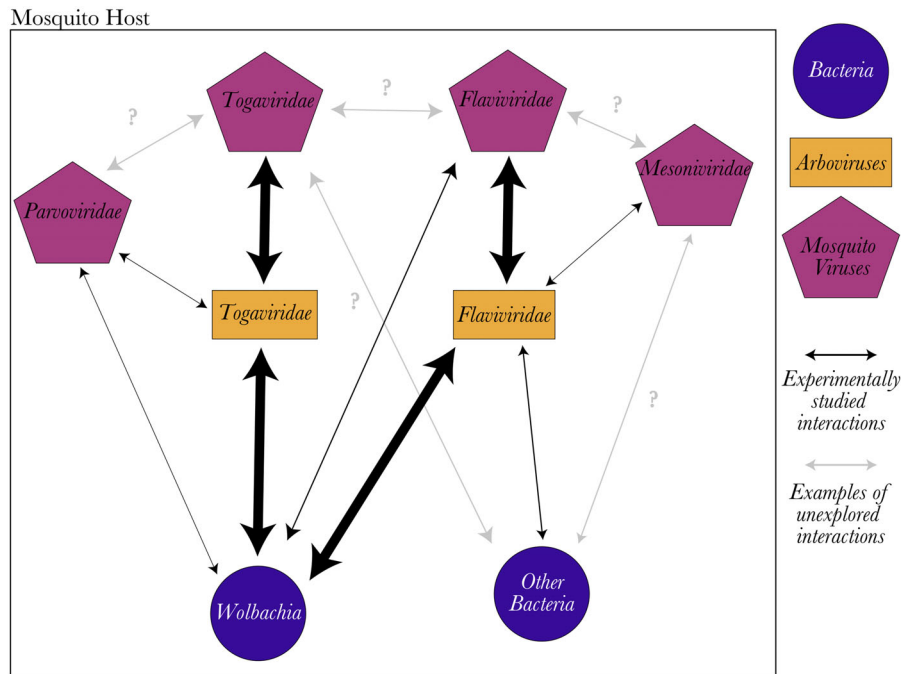 Mosquito Host
Togaviridae
Flaviviridae
?
?
?
Parvoviridae
Mesoniviridae
Togaviridae
Flaviviridae
?
?
Wolbachia
Other
Bacteria
Bacteria
Arboviruses
Mosquito
Viruses
Experimentally
studied
interactions
Examples of
unexplored
interactions